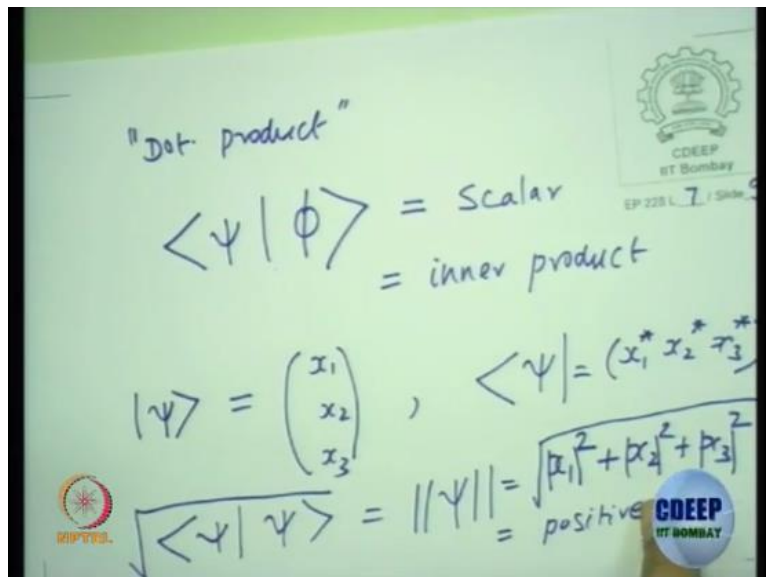 "Dot product"
CDEEP
IIT Bombay
EP 228 L 7 / Slide 9
<ψ|ϕ> = scalar
= inner product
|ψ> = (x₁ x₂ x₃) , <ψ| = (x₁* x₂* x₃*)
√<ψ|ψ> = ||ψ|| = √|x₁|² + |x₂|² + |x₃|²
= positive
NPTEL
CDEEP
IIT BOMBAY